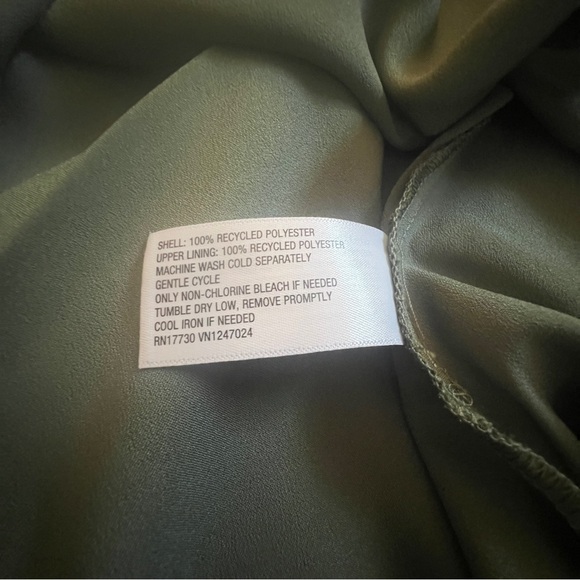 SHELL: 100% RECYCLED POLYESTER
UPPER LINING: 100% RECYCLED POLYESTER
MACHINE WASH COLD SEPARATELY
GENTLE CYCLE
ONLY NON-CHLORINE BLEACH IF NEEDED
TUMBLE DRY LOW, REMOVE PROMPTLY
COOL IRON IF NEEDED
RN17730 VN1247024